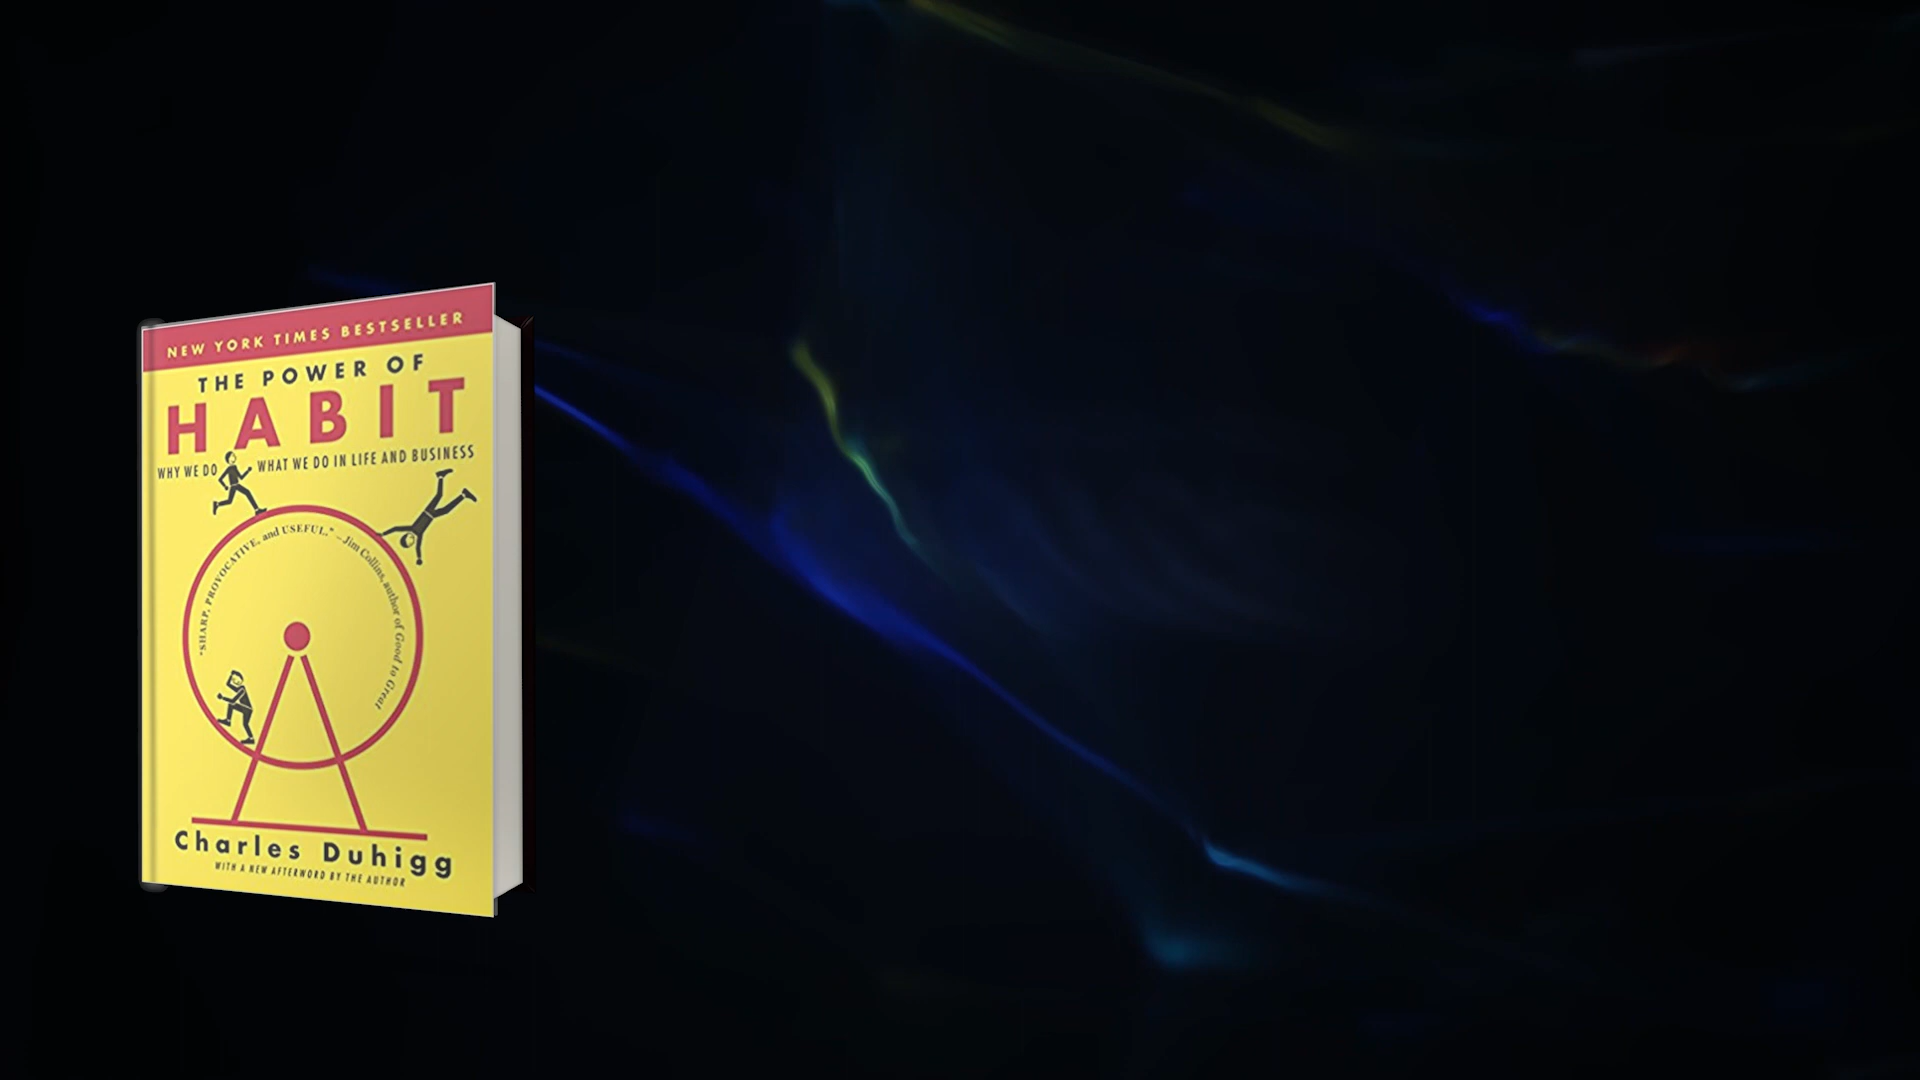 NEW YORK TIMES BESTSELLER
THE POWER OF
HABIT
WHY WE DO WHAT WE DO IN LIFE AND BUSINESS
"SHARP, PROVOCATIVE, and USEFUL." – Jim Collins, author of Good to Great
Charles Duhigg
WITH A NEW AFTERWORD BY THE AUTHOR